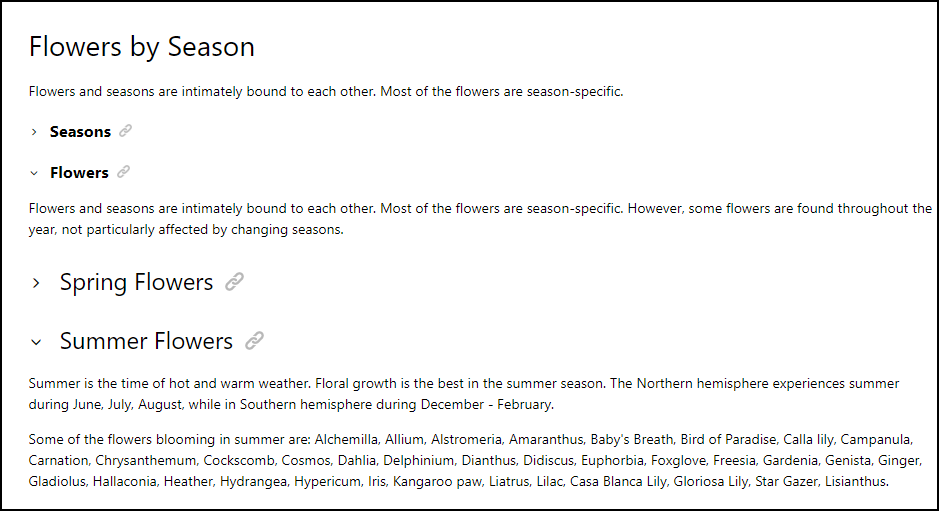 Flowers by Season
Flowers and seasons are intimately bound to each other. Most of the flowers are season-specific.
Seasons
Flowers
Flowers and seasons are intimately bound to each other. Most of the flowers are season-specific. However, some flowers are found throughout the
year, not particularly affected by changing seasons.
Spring Flowers
Summer Flowers
Summer is the time of hot and warm weather. Floral growth is the best in the summer season. The Northern hemisphere experiences summer
during June, July, August, while in Southern hemisphere during December - February.
Some of the flowers blooming in summer are: Alchemilla, Allium, Alstromeria, Amaranthus, Baby's Breath, Bird of Paradise, Calla lily, Campanula,
Carnation, Chrysanthemum, Cockscomb, Cosmos, Dahlia, Delphinium, Dianthus, Didiscus, Euphorbia, Foxglove, Freesia, Gardenia, Genista, Ginger,
Gladiolus, Hallaconia, Heather, Hydrangea, Hypericum, Iris, Kangaroo paw, Liatrus, Lilac, Casa Blanca Lily, Gloriosa Lily, Star Gazer, Lisianthus.